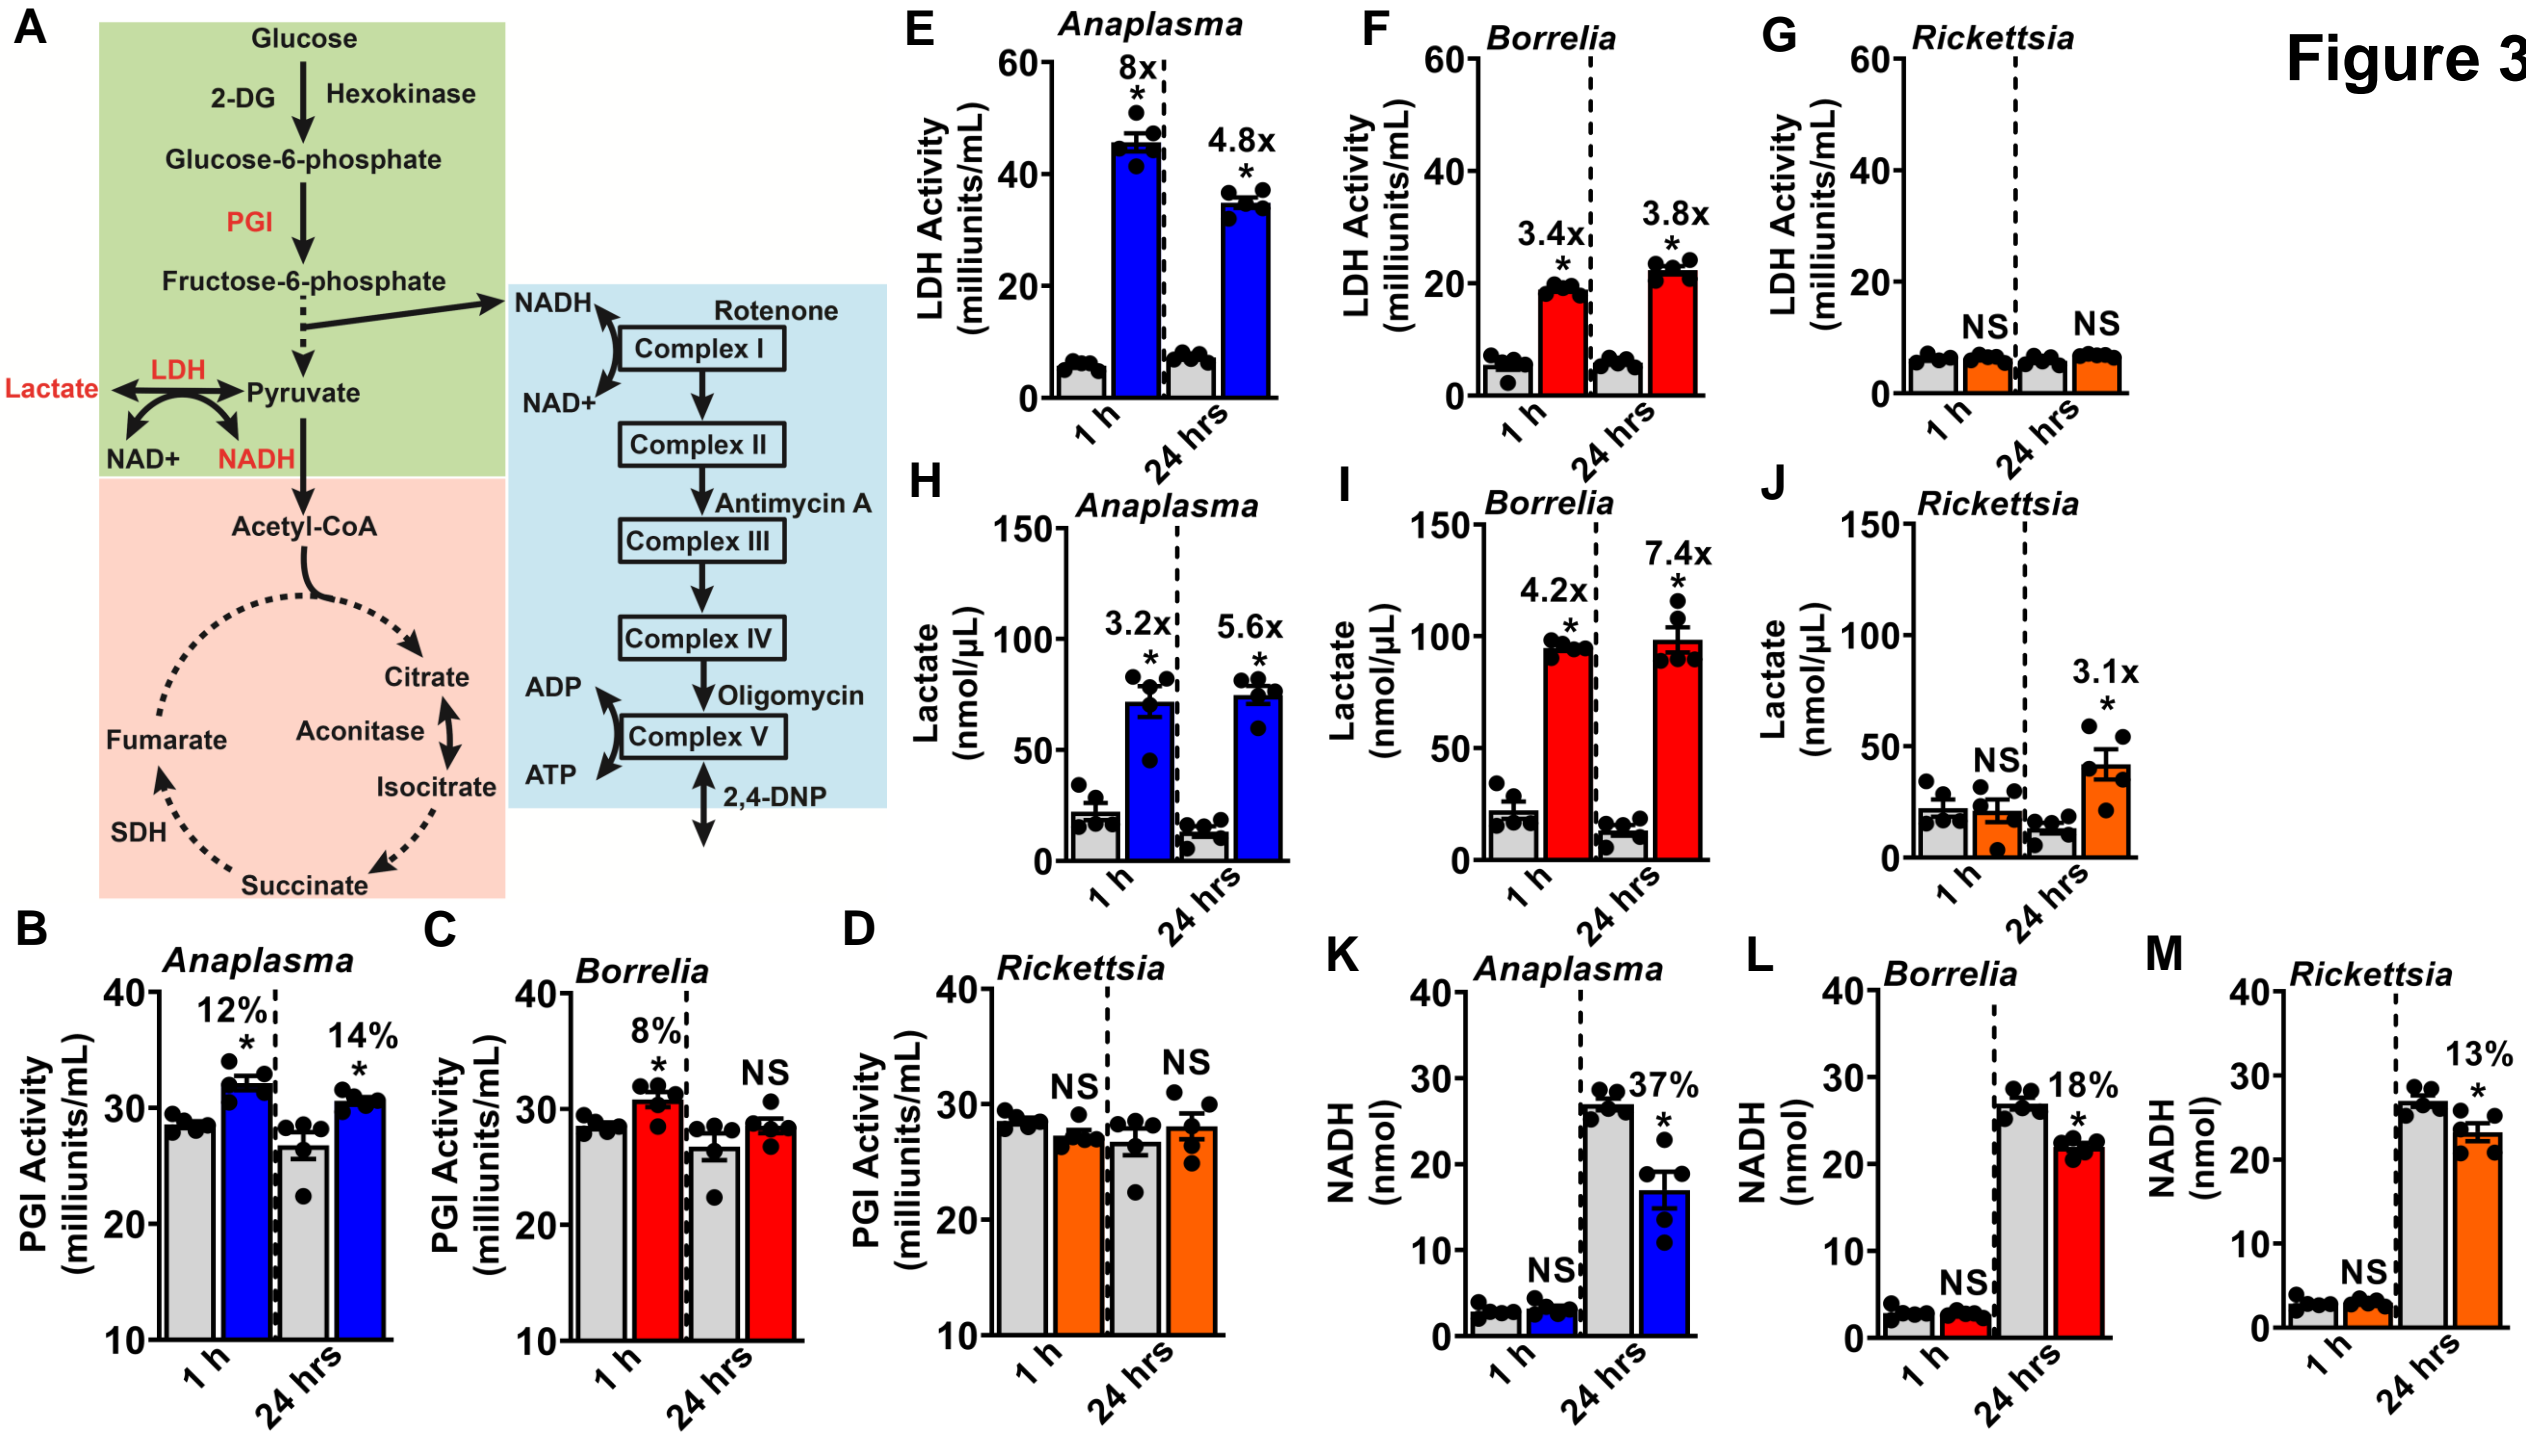 Figure 3
A
Glucose
2-DG
Hexokinase
Glucose-6-phosphate
PGI
Fructose-6-phosphate
Lactate
LDH
Pyruvate
NAD+
NADH
Acetyl-CoA
Citrate
Aconitase
Isocitrate
Succinate
SDH
Fumarate
NADH
Rotenone
Complex I
NAD+
Complex II
Antimycin A
Complex III
Complex IV
ADP
Oligomycin
Complex V
ATP
2,4-DNP
B
Anaplasma
PGI Activity
(milliunits/mL)
40
30
20
10
12%
*
14%
*
1 h
24 hrs
C
Borrelia
PGI Activity
(milliunits/mL)
40
30
20
10
8%
*
NS
1 h
24 hrs
D
Rickettsia
PGI Activity
(milliunits/mL)
40
30
20
10
NS
NS
1 h
24 hrs
E
Anaplasma
LDH Activity
(milliunits/mL)
60
40
20
0
8x
*
4.8x
*
1 h
24 hrs
F
Borrelia
LDH Activity
(milliunits/mL)
60
40
20
0
3.4x
*
3.8x
*
1 h
24 hrs
G
Rickettsia
LDH Activity
(milliunits/mL)
60
40
20
0
NS
NS
1 h
24 hrs
H
Anaplasma
Lactate
(nmol/µL)
150
100
50
0
3.2x
*
5.6x
*
1 h
24 hrs
I
Borrelia
Lactate
(nmol/µL)
150
100
50
0
4.2x
*
7.4x
*
1 h
24 hrs
J
Rickettsia
Lactate
(nmol/µL)
150
100
50
0
NS
3.1x
*
1 h
24 hrs
K
Anaplasma
NADH
(nmol)
40
30
20
10
0
NS
37%
*
1 h
24 hrs
L
Borrelia
NADH
(nmol)
40
30
20
10
0
NS
18%
*
1 h
24 hrs
M
Rickettsia
NADH
(nmol)
40
30
20
10
0
NS
13%
*
1 h
24 hrs